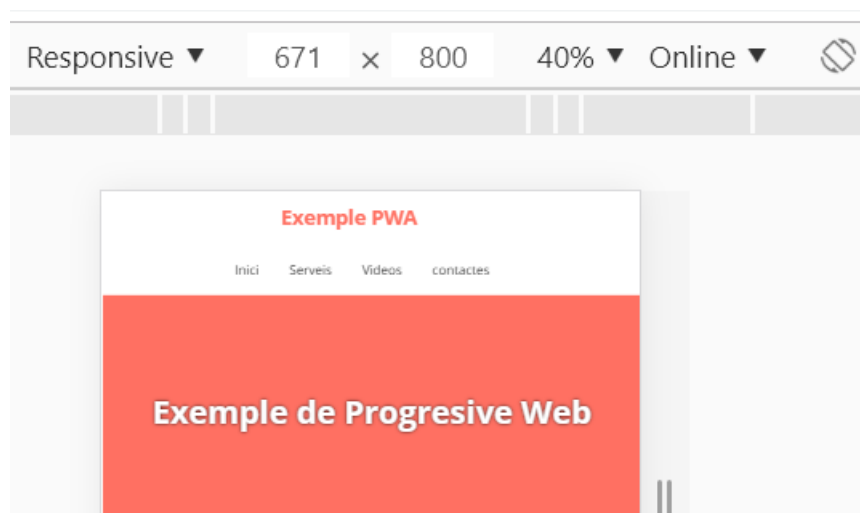 Responsive ▼ 671 × 800 40% ▼ Online ▼
Exemple PWA
Inici Serveis Videos contactes
Exemple de Progresive Web